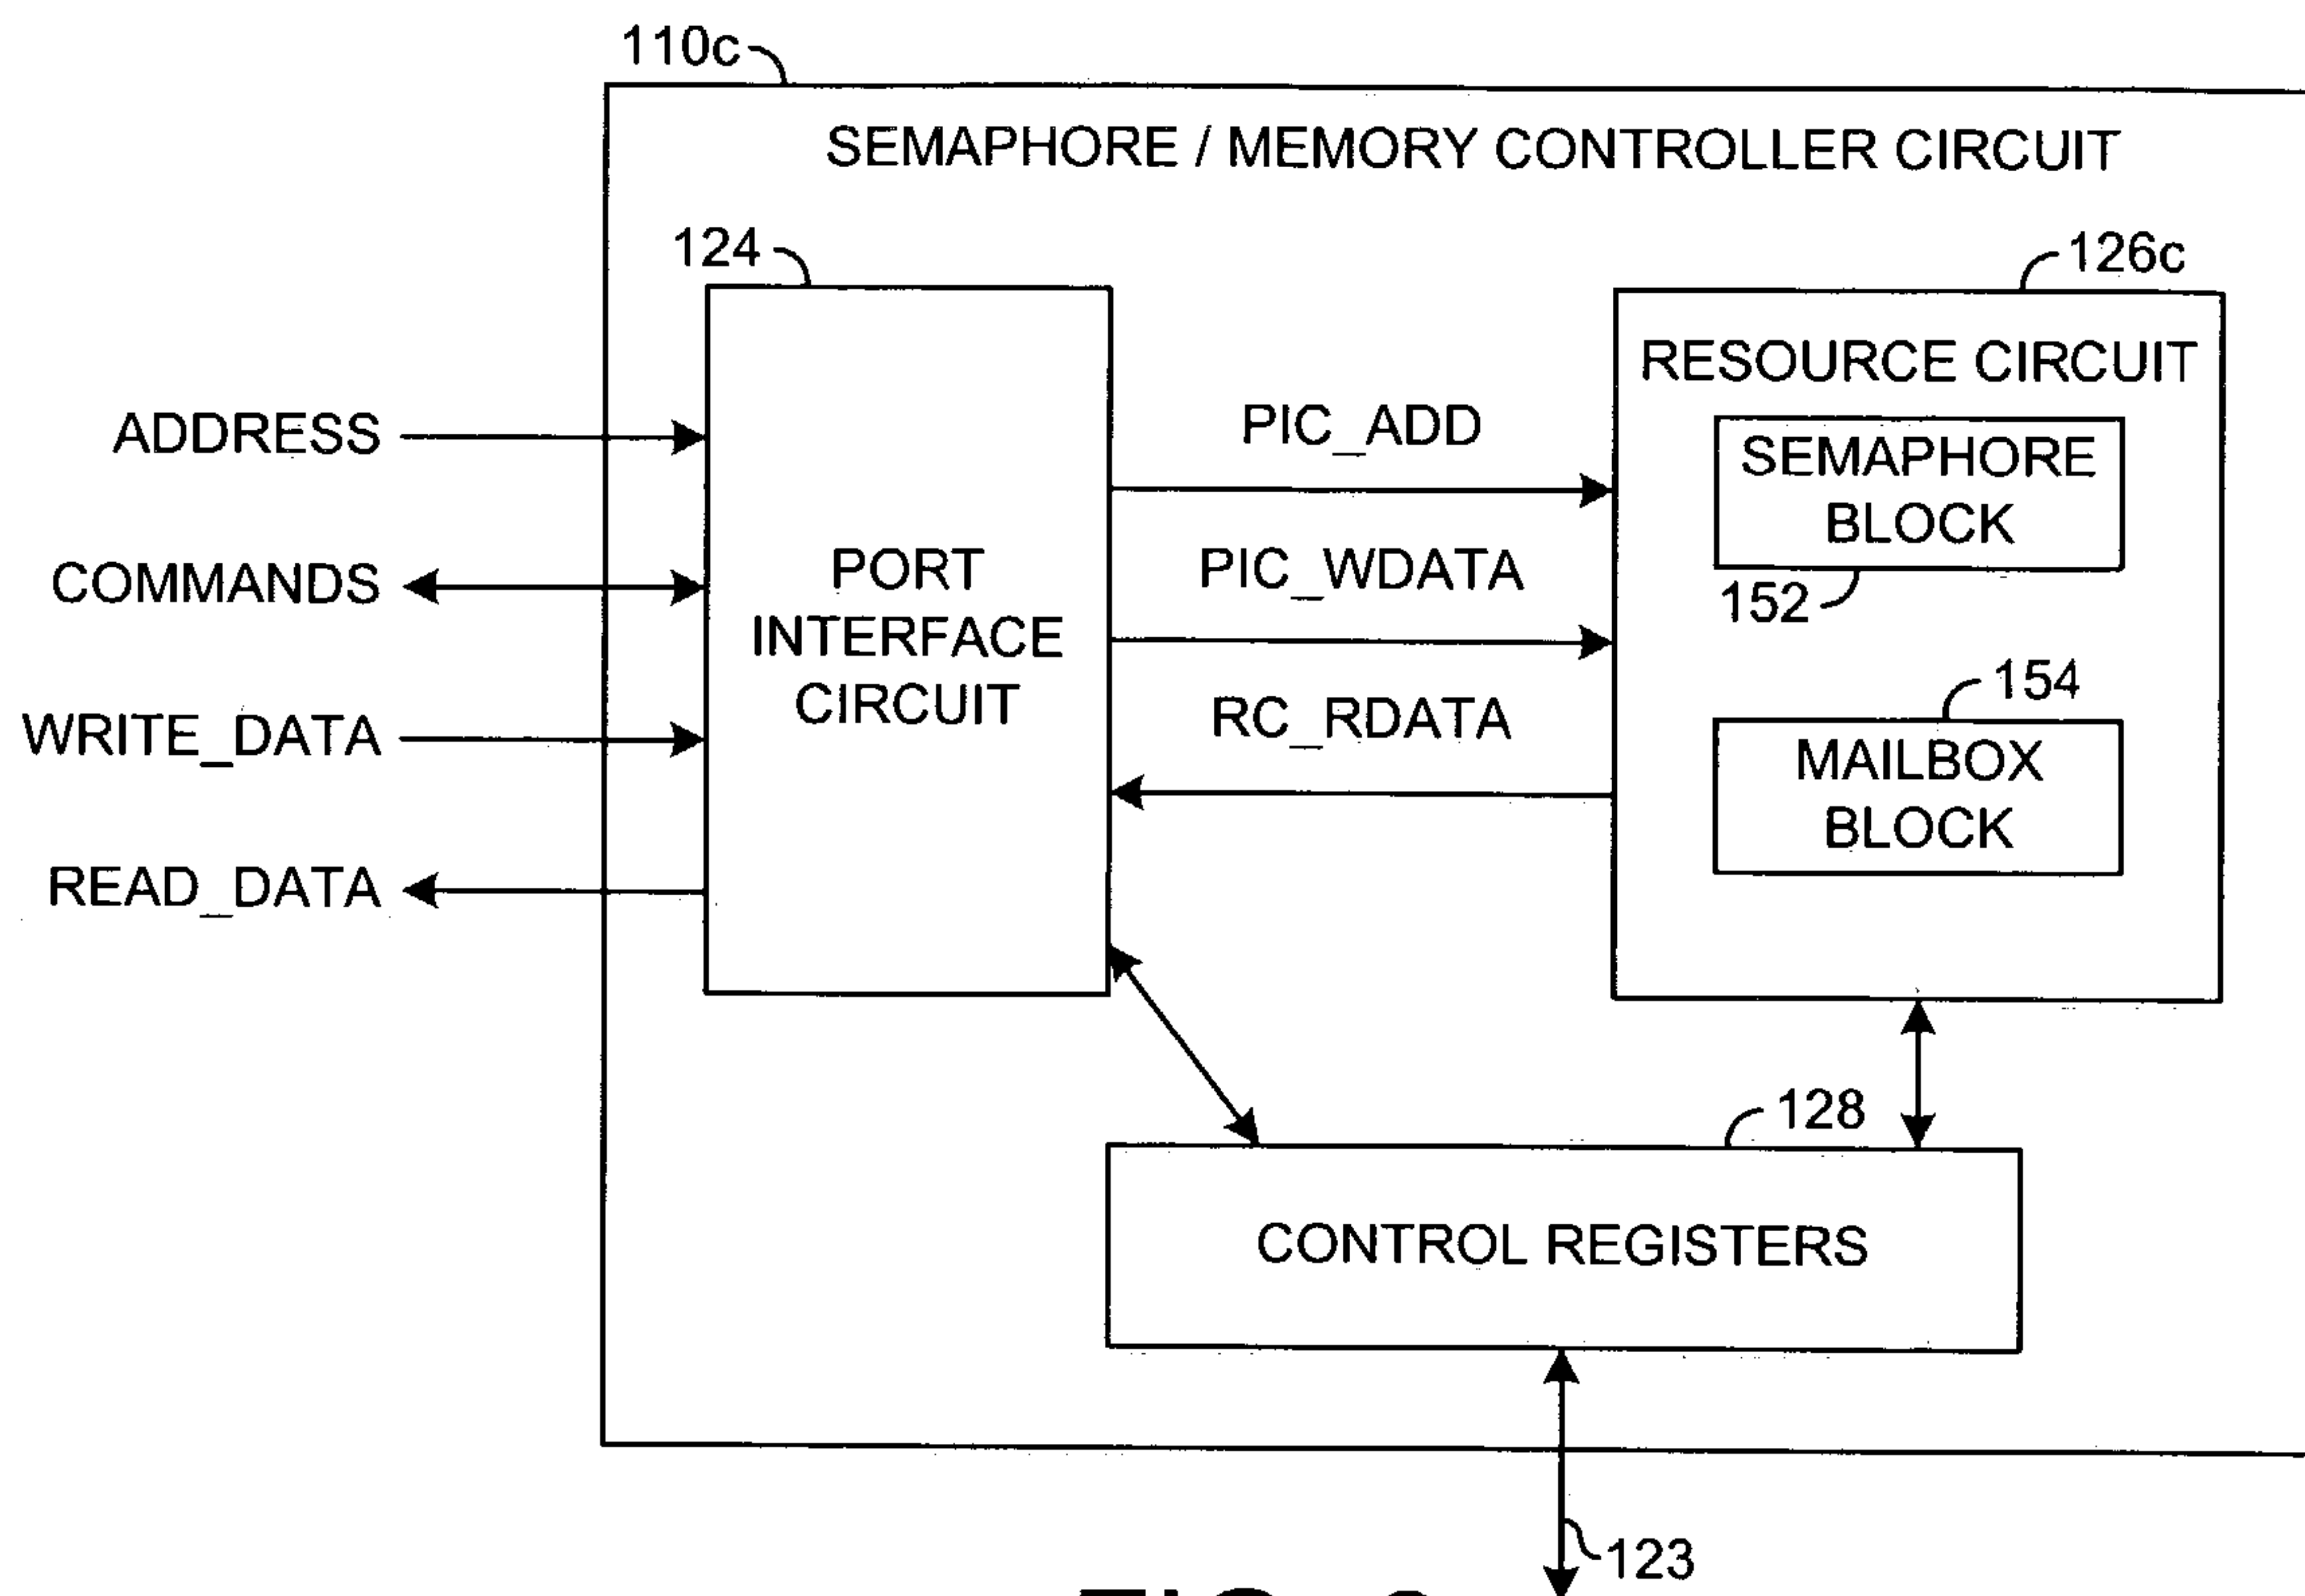 110c
SEMAPHORE / MEMORY CONTROLLER CIRCUIT
124
126c
RESOURCE CIRCUIT
ADDRESS
PIC_ADD
SEMAPHORE
BLOCK
COMMANDS
PORT
INTERFACE
CIRCUIT
PIC_WDATA
152
WRITE_DATA
RC_RDATA
154
MAILBOX
BLOCK
READ_DATA
128
CONTROL REGISTERS
123